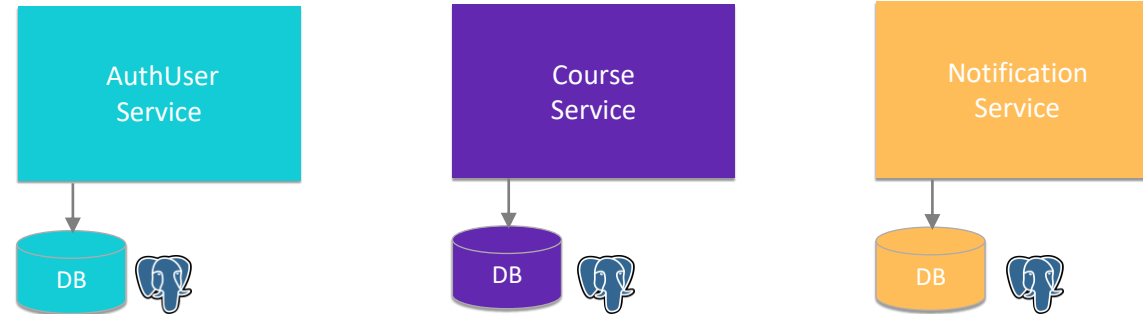 AuthUser
Service
Course
Service
Notification
Service
DB
DB
DB